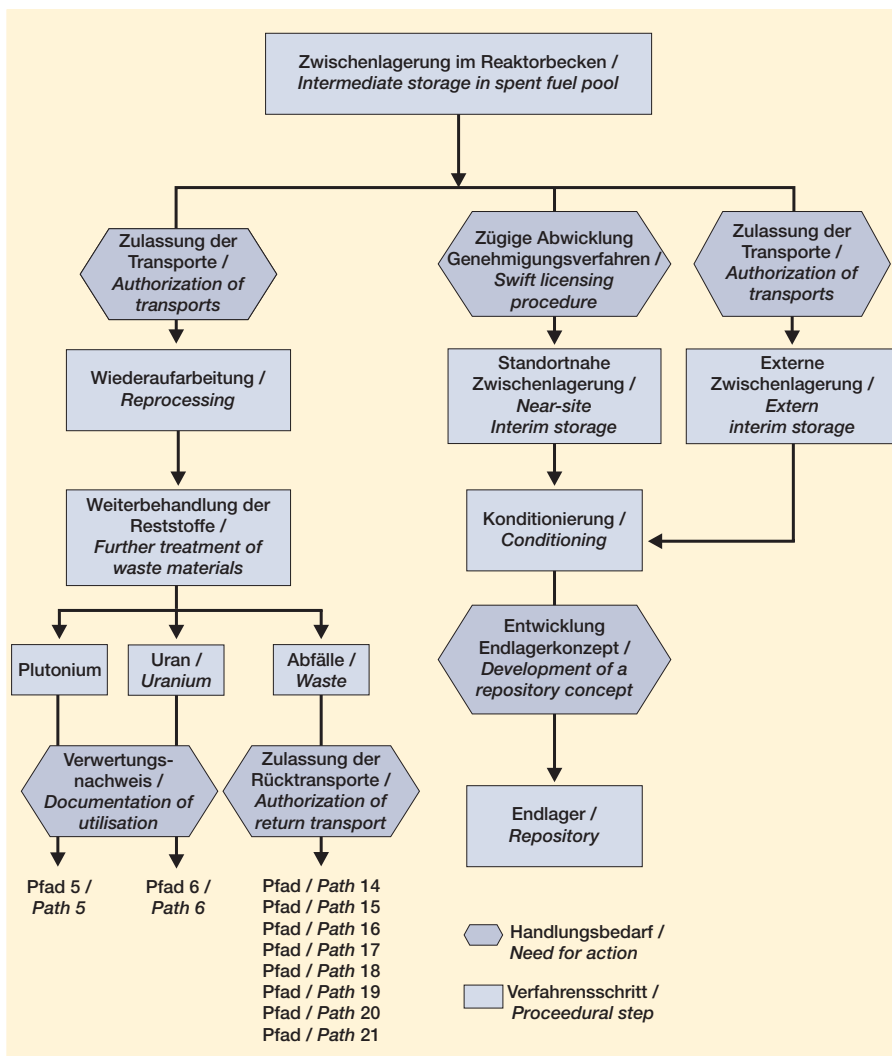 Zwischenlagerung im Reaktorbecken /
Intermediate storage in spent fuel pool
Zulassung der
Transporte /
Authorization of
transports
Zügige Abwicklung
Genehmigungsverfahren /
Swift licensing
procedure
Zulassung der
Transporte /
Authorization of
transports
Wiederaufarbeitung /
Reprocessing
Standortnahe
Zwischenlagerung /
Near-site
Interim storage
Externe
Zwischenlagerung /
Extern
interim storage
Weiterbehandlung der
Reststoffe /
Further treatment of
waste materials
Konditionierung /
Conditioning
Plutonium
Uran /
Uranium
Abfälle /
Waste
Entwicklung
Endlagerkonzept /
Development of a
repository concept
Verwertungs-
nachweis /
Documentation of
utilisation
Zulassung der
Rücktransporte /
Authorization of
return transport
Endlager /
Repository
Pfad 5 /
Path 5
Pfad 6 /
Path 6
Pfad / Path 14
Pfad / Path 15
Pfad / Path 16
Pfad / Path 17
Pfad / Path 18
Pfad / Path 19
Pfad / Path 20
Pfad / Path 21
Handlungsbedarf /
Need for action
Verfahrensschritt /
Proceedural step